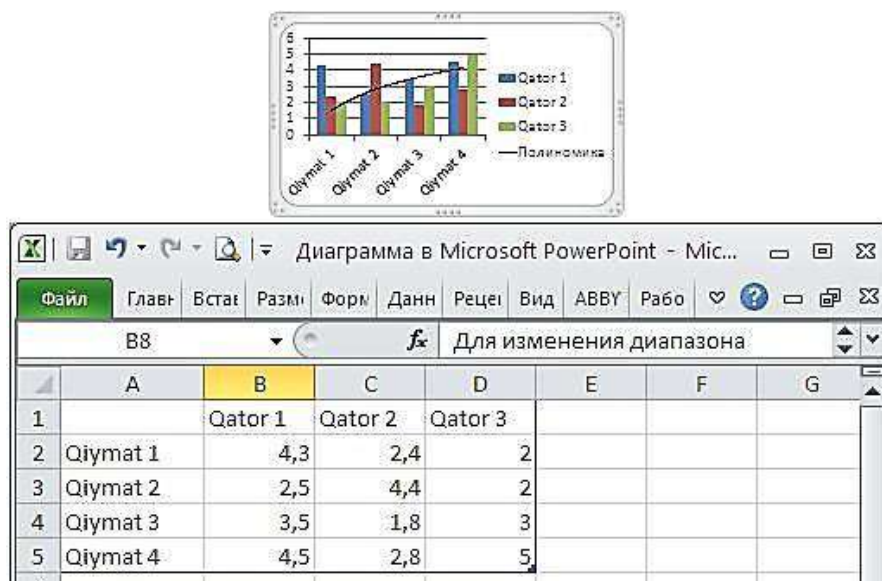 6
5
4
3
2
1
0
Qator 1
Qator 2
Qator 3
Полиномика
Qiymat 1 Qiymat 2 Qiymat 3 Qiymat 4
Диаграмма в Microsoft PowerPoint - Mic...
Файл Главн Встав Разм Форм Данн Рецен Вид ABBY Рабо
B8 fx Для изменения диапазона
A B C D E F G
1 Qator 1 Qator 2 Qator 3
2 Qiymat 1 4,3 2,4 2
3 Qiymat 2 2,5 4,4 2
4 Qiymat 3 3,5 1,8 3
5 Qiymat 4 4,5 2,8 5